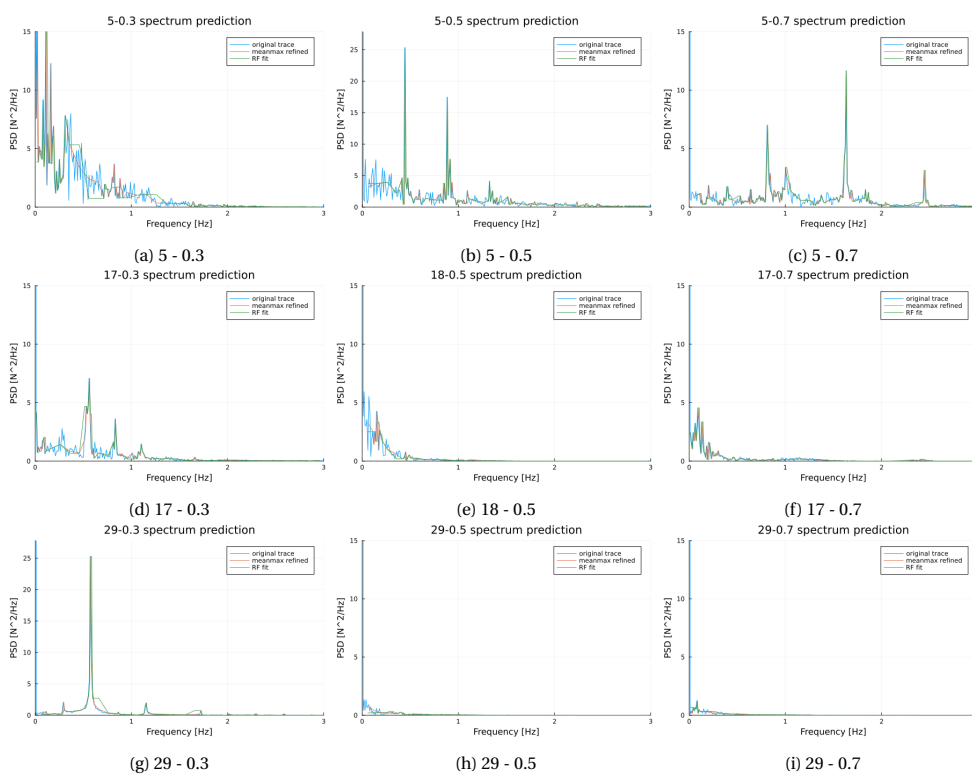 5-0.3 spectrum prediction
15
10
5
0
PSD [N^2/Hz]
original trace
meanmax refined
RF fit
0 1 2 3
Frequency [Hz]
(a) 5 - 0.3
5-0.5 spectrum prediction
25
20
15
10
5
0
PSD [N^2/Hz]
original trace
meanmax refined
RF fit
0 1 2 3
Frequency [Hz]
(b) 5 - 0.5
5-0.7 spectrum prediction
15
10
5
0
PSD [N^2/Hz]
original trace
meanmax refined
RF fit
0 1 2
Frequency [Hz]
(c) 5 - 0.7
17-0.3 spectrum prediction
15
10
5
0
PSD [N^2/Hz]
original trace
meanmax refined
RF fit
0 1 2 3
Frequency [Hz]
(d) 17 - 0.3
18-0.5 spectrum prediction
15
10
5
0
PSD [N^2/Hz]
original trace
meanmax refined
RF fit
0 1 2 3
Frequency [Hz]
(e) 18 - 0.5
17-0.7 spectrum prediction
15
10
5
0
PSD [N^2/Hz]
original trace
meanmax refined
RF fit
0 1 2
Frequency [Hz]
(f) 17 - 0.7
29-0.3 spectrum prediction
25
20
15
10
5
0
PSD [N^2/Hz]
original trace
meanmax refined
RF fit
0 1 2 3
Frequency [Hz]
(g) 29 - 0.3
29-0.5 spectrum prediction
15
10
5
0
PSD [N^2/Hz]
original trace
meanmax refined
RF fit
0 1 2 3
Frequency [Hz]
(h) 29 - 0.5
29-0.7 spectrum prediction
15
10
5
0
PSD [N^2/Hz]
original trace
meanmax refined
RF fit
0 1 2
Frequency [Hz]
(i) 29 - 0.7